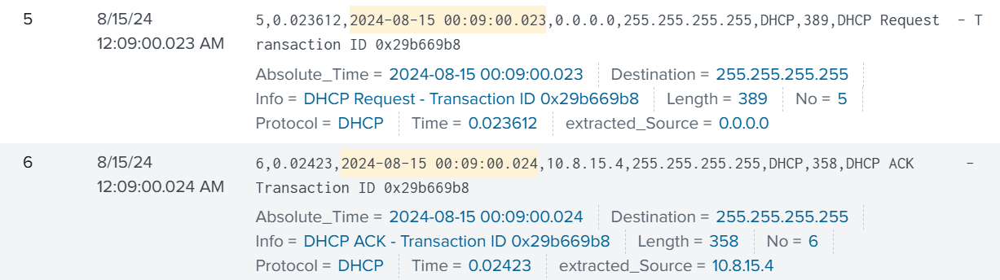 5
8/15/24
12:09:00.023 AM
5,0.023612,2024-08-15 00:09:00.023,0.0.0.0,255.255.255.255,DHCP,389,DHCP Request  - T
ransaction ID 0x29b669b8
Absolute_Time = 2024-08-15 00:09:00.023 Destination = 255.255.255.255
Info = DHCP Request - Transaction ID 0x29b669b8 Length = 389 No = 5
Protocol = DHCP Time = 0.023612 extracted_Source = 0.0.0.0
6
8/15/24
12:09:00.024 AM
6,0.02423,2024-08-15 00:09:00.024,10.8.15.4,255.255.255.255,DHCP,358,DHCP ACK      -
Transaction ID 0x29b669b8
Absolute_Time = 2024-08-15 00:09:00.024 Destination = 255.255.255.255
Info = DHCP ACK - Transaction ID 0x29b669b8 Length = 358 No = 6
Protocol = DHCP Time = 0.02423 extracted_Source = 10.8.15.4